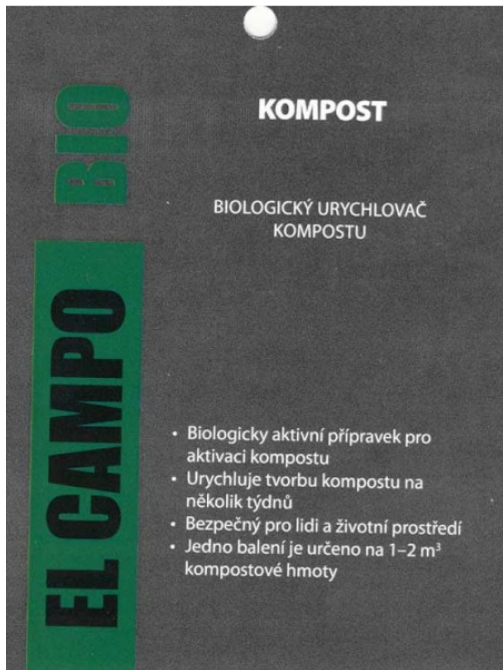 KOMPOST
BIOLOGICKÝ URYCHLOVAČ
KOMPOSTU
EL CAMPO BIO
• Biologicky aktivní přípravek pro
aktivaci kompostu
• Urychluje tvorbu kompostu na
několik týdnů
• Bezpečný pro lidi a životní prostředí
• Jedno balení je určeno na 1–2 m³
kompostové hmoty